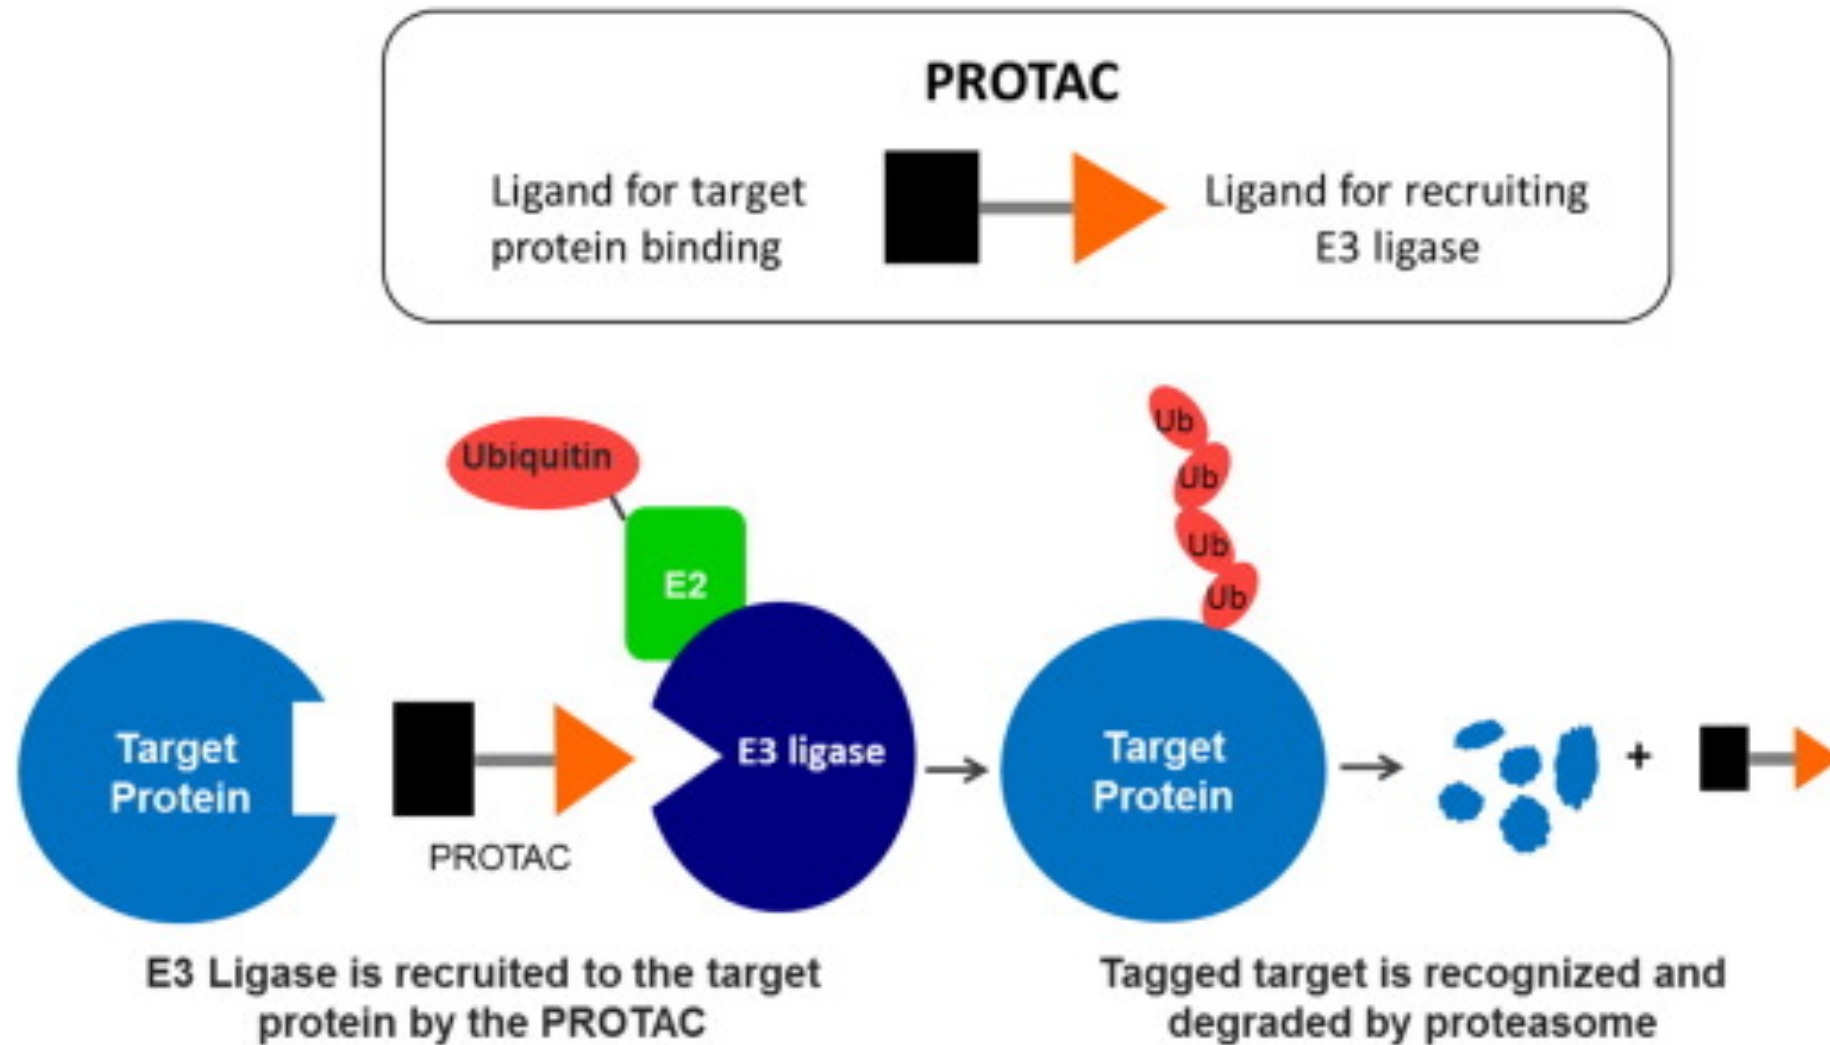 PROTAC
Ligand for target
protein binding
Ligand for recruiting
E3 ligase
Ubiquitin
E2
Target
Protein
PROTAC
E3 ligase
Ub
Ub
Ub
Ub
Target
Protein
+
E3 Ligase is recruited to the target
protein by the PROTAC
Tagged target is recognized and
degraded by proteasome